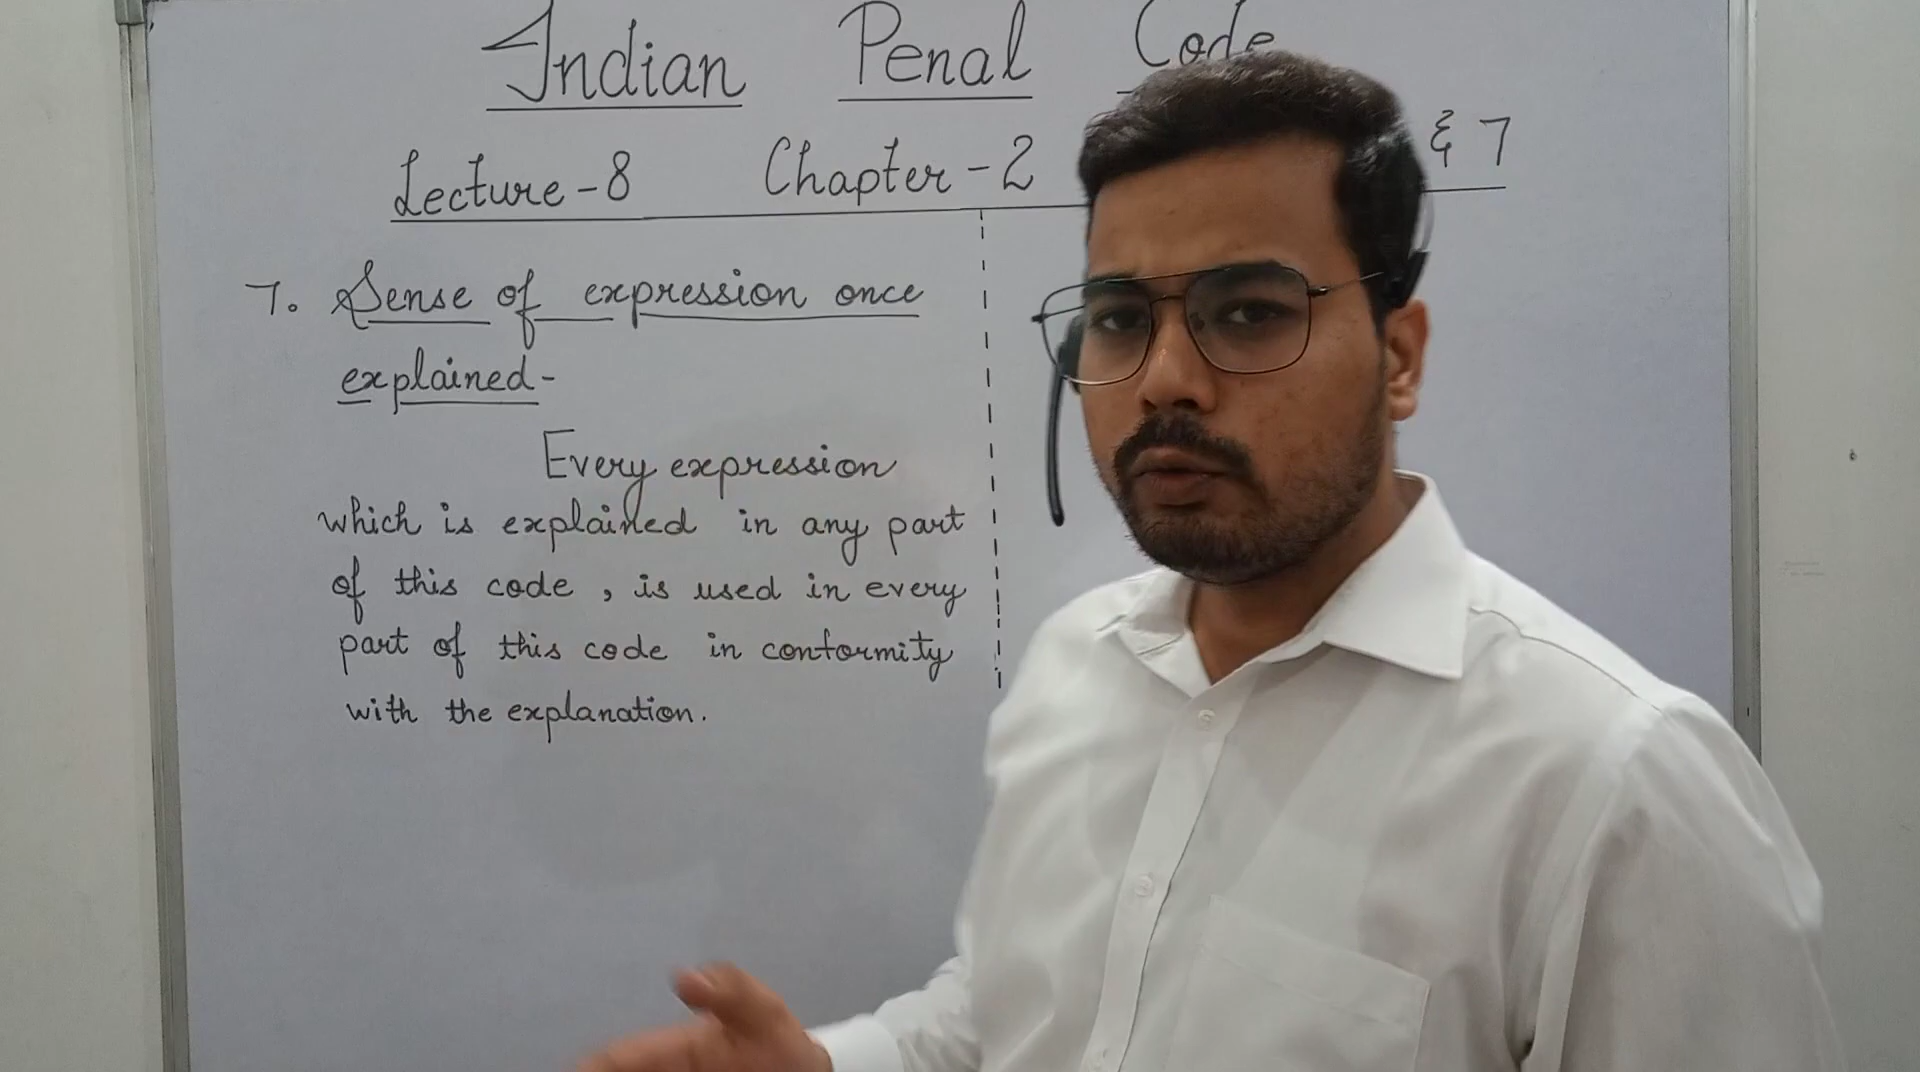 Indian Penal Code
Lecture-8 Chapter-2 & 7
7. Sense of expression once
explained-
Every expression
which is explained in any part
of this code, is used in every
part of this code in conformity
with the explanation.